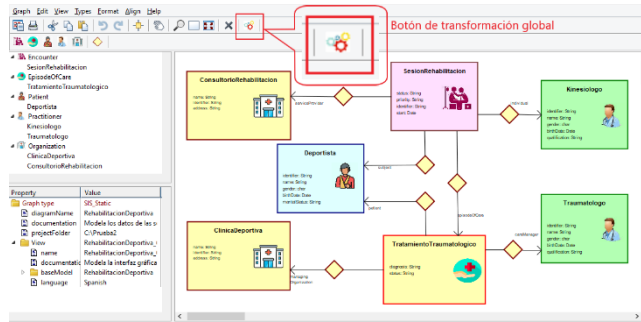 Graph Edit View Types Format Align Help
Botón de transformación global
Encounter
SesionRehabilitacion
EpisodeOfCare
TratamientoTraumatologico
Patient
Deportista
Practitioner
Kinesiologo
Traumatologo
Organization
ClinicaDeportiva
ConsultorioRehabilitacion
Property Value
Graph type SIS_Static
diagramName RehabilitacionDeportiva
documentation Modela los datos de las s
projectFolder C:\Prueba2
View RehabilitacionDeportiva_
name RehabilitacionDeportiva_
documentatic Modela la interfaz gráfica
baseModel RehabilitacionDeportiva
language Spanish
ConsultorioRehabilitacion
name: String
identifier: String
address: String
serviceProvider
SesionRehabilitacion
status: String
priority: String
identifier: String
start: Date
individual
Kinesiologo
identifier: String
name: String
gender: char
birthDate: Date
qualification: String
Deportista
identifier: String
name: String
gender: char
birthDate: Date
maritalStatus: String
subject
patient
episodeOfCare
ClinicaDeportiva
name: String
identifier: String
address: String
managing
Organization
TratamientoTraumatologico
diagnosis: String
status: String
careManager
Traumatologo
identifier: String
name: String
gender: char
birthDate: Date
qualification: String